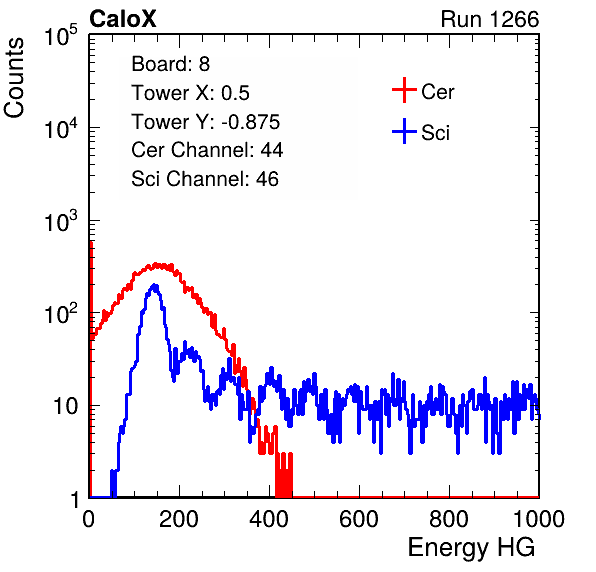 CaloX Run 1266
Counts
10^5
10^4
10^3
10^2
10
1
Board: 8
Tower X: 0.5
Tower Y: -0.875
Cer Channel: 44
Sci Channel: 46
Cer
Sci
0 200 400 600 800 1000
Energy HG